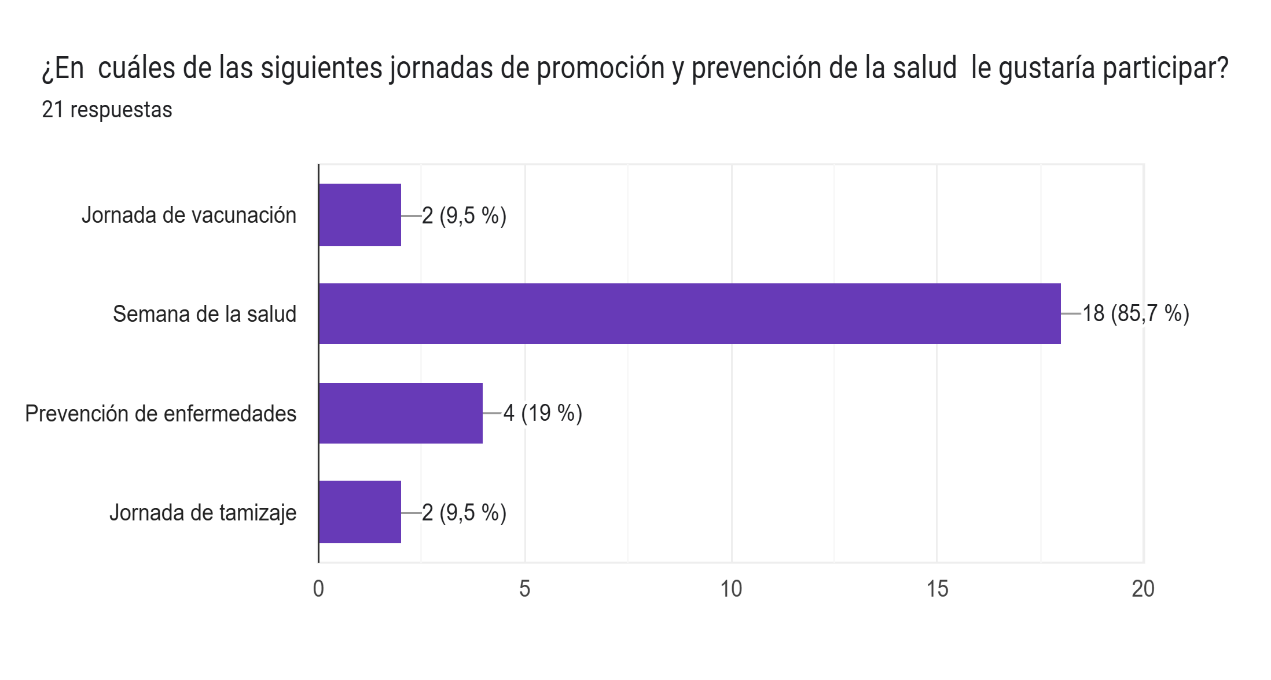 ¿En  cuáles de las siguientes jornadas de promoción y prevención de la salud  le gustaría participar?
21 respuestas
Jornada de vacunación 2 (9,5 %)
Semana de la salud 18 (85,7 %)
Prevención de enfermedades 4 (19 %)
Jornada de tamizaje 2 (9,5 %)
0 5 10 15 20